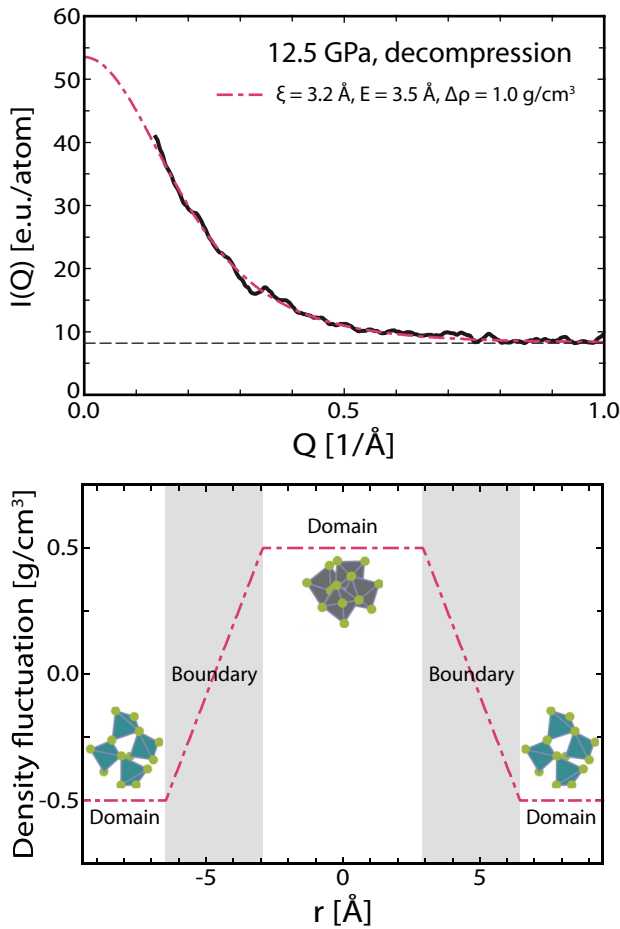 60
50
40
30
20
10
0
I(Q) [e.u./atom]
12.5 GPa, decompression
ξ = 3.2 Å, E = 3.5 Å, Δρ = 1.0 g/cm³
0.0 0.5 1.0
Q [1/Å]
Density fluctuation [g/cm³]
0.5
0.0
-0.5
Domain
Boundary Boundary
Domain Domain
-5 0 5
r [Å]